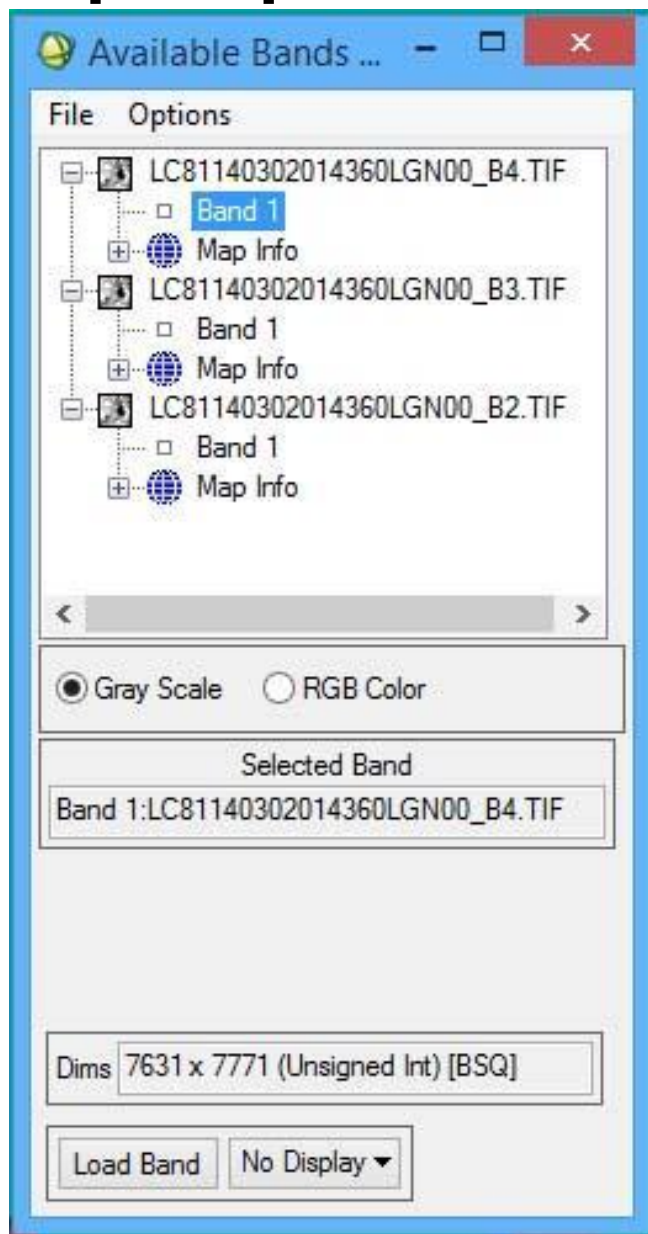 Available Bands ...
File Options
LC81140302014360LGN00_B4.TIF
Band 1
Map Info
LC81140302014360LGN00_B3.TIF
Band 1
Map Info
LC81140302014360LGN00_B2.TIF
Band 1
Map Info
Gray Scale RGB Color
Selected Band
Band 1:LC81140302014360LGN00_B4.TIF
Dims 7631 x 7771 (Unsigned Int) [BSQ]
Load Band No Display